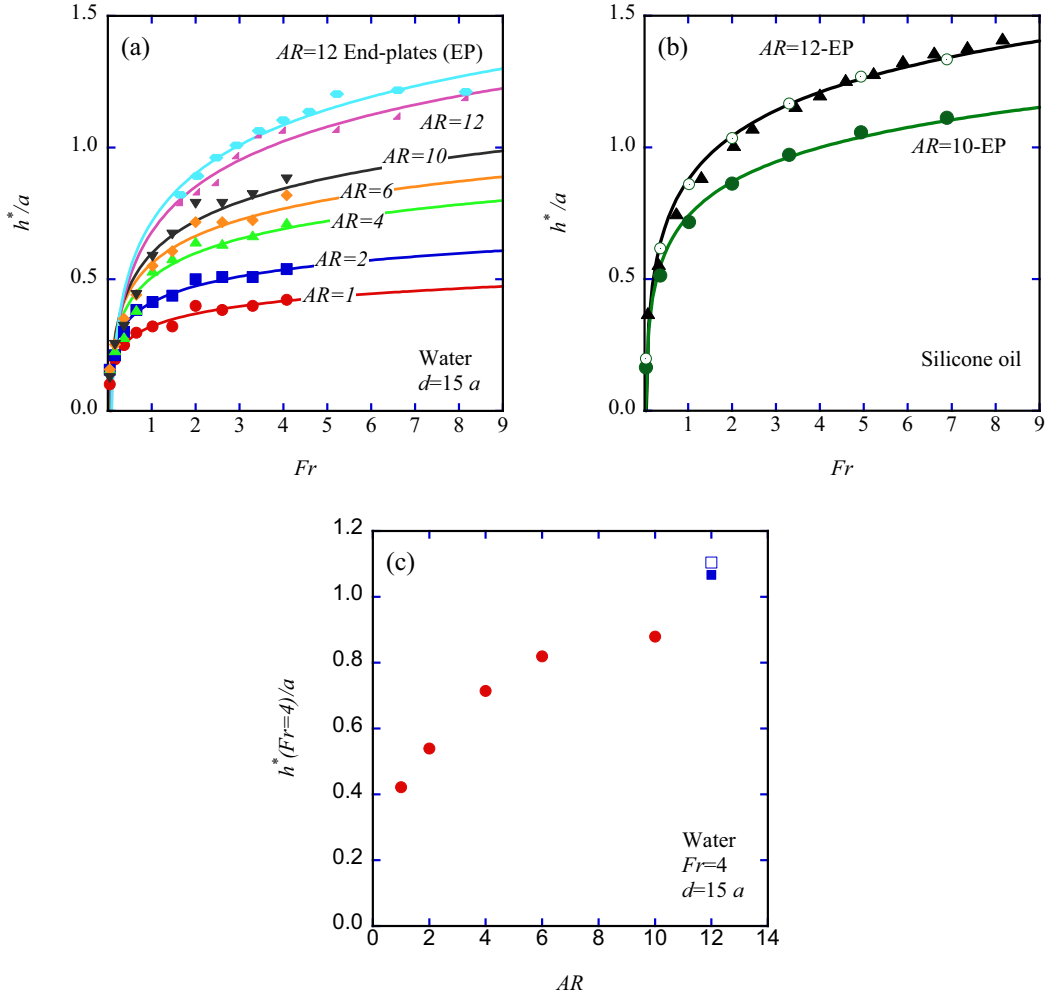 (a)
AR=12 End-plates (EP)
AR=12
AR=10
AR=6
AR=4
AR=2
AR=1
Water
d=15 a
1.5
1.0
0.5
0.0
1 2 3 4 5 6 7 8 9
h*/a
Fr
(b)
AR=12-EP
AR=10-EP
Silicone oil
1.5
1.0
0.5
0.0
1 2 3 4 5 6 7 8 9
h*/a
Fr
(c)
1.2
1.0
0.8
0.6
0.4
0.2
0.0
h*(Fr=4)/a
Water
Fr=4
d=15 a
0 2 4 6 8 10 12 14
AR